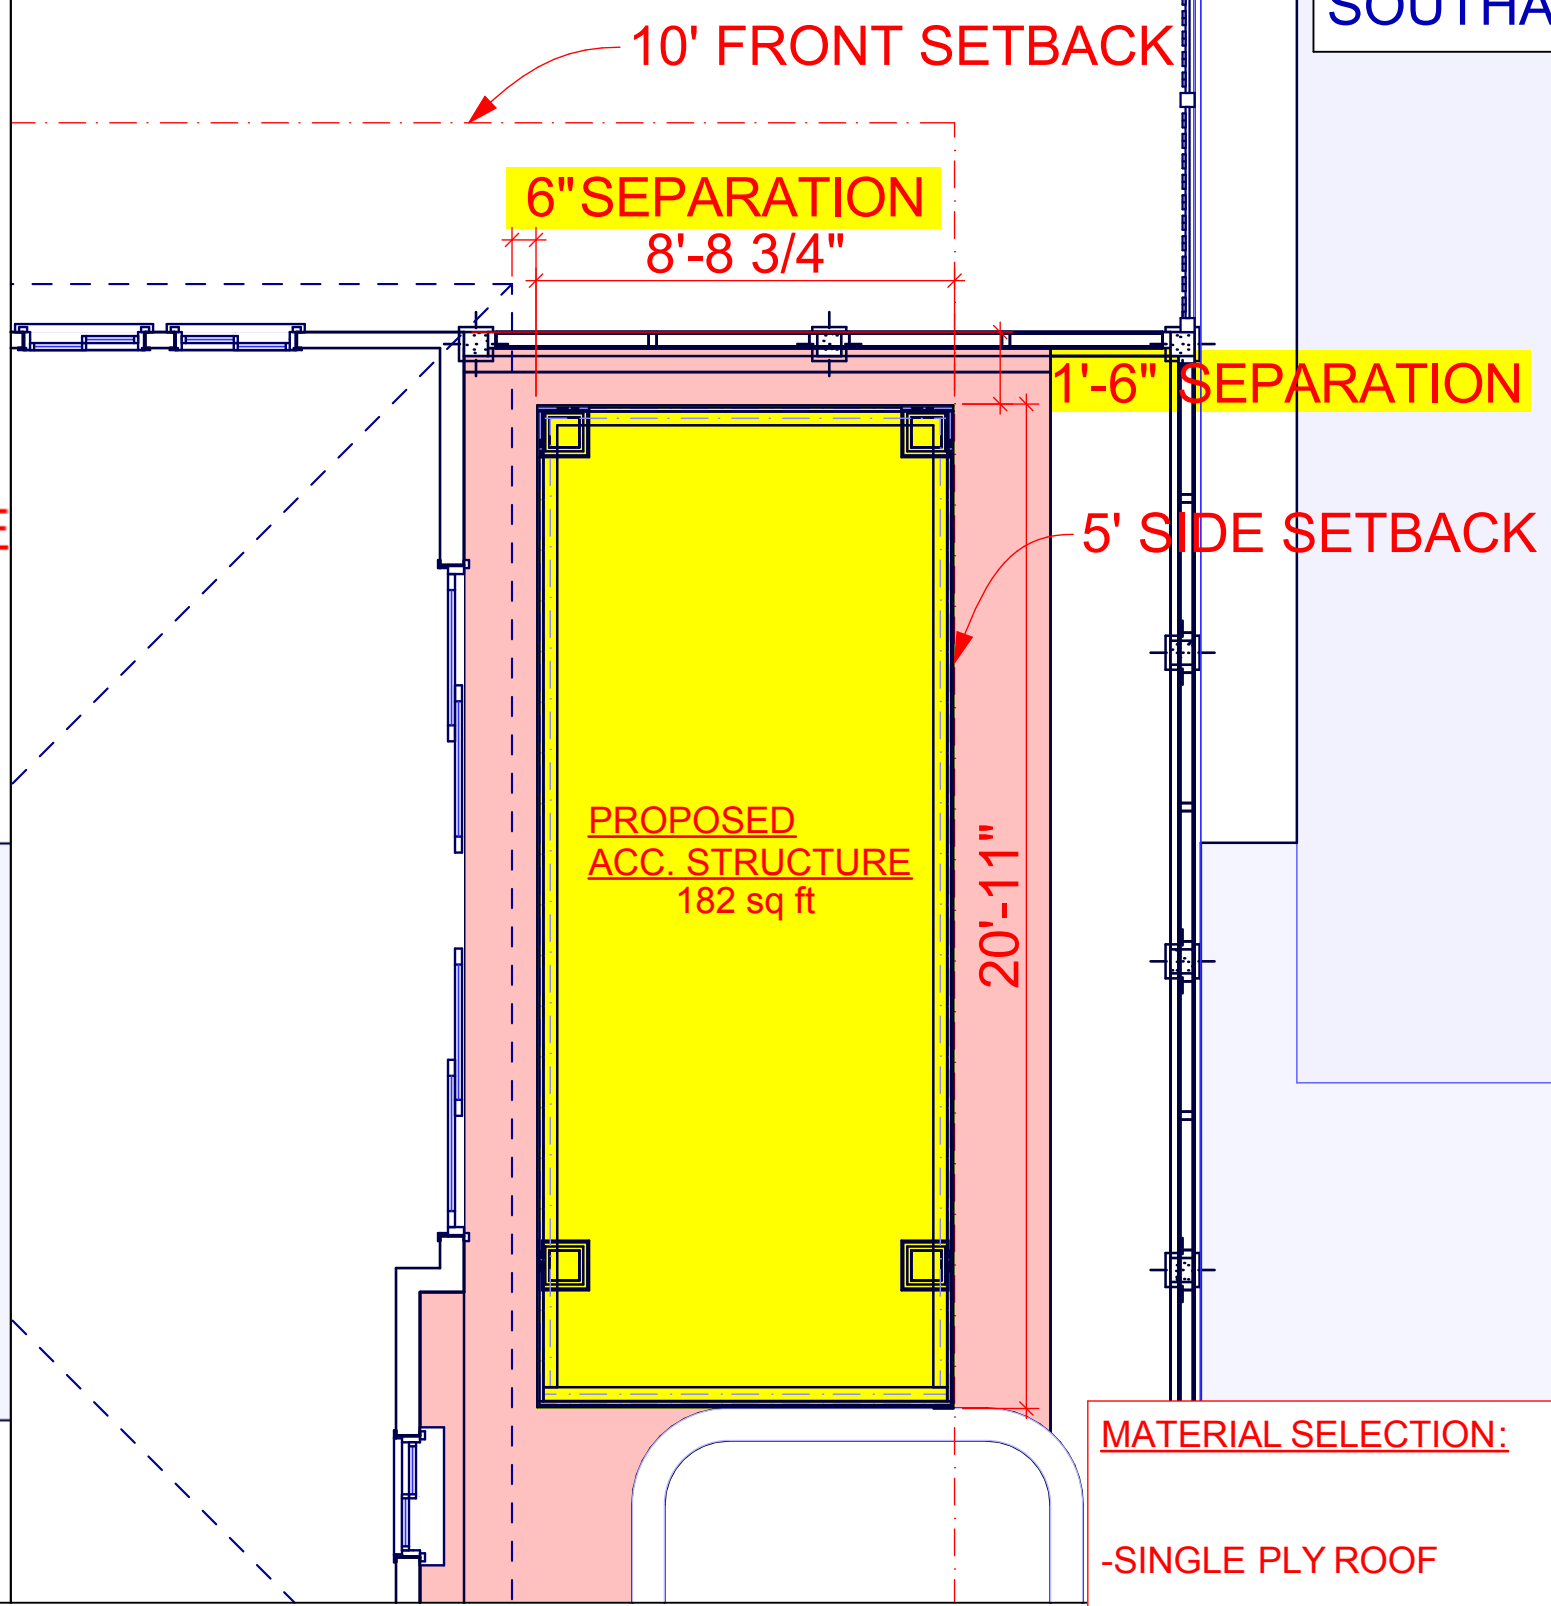 SOUTHA
10' FRONT SETBACK
6" SEPARATION
8'-8 3/4"
1'-6" SEPARATION
5' SIDE SETBACK
PROPOSED
ACC. STRUCTURE
182 sq ft
20'-11"
MATERIAL SELECTION:
-SINGLE PLY ROOF